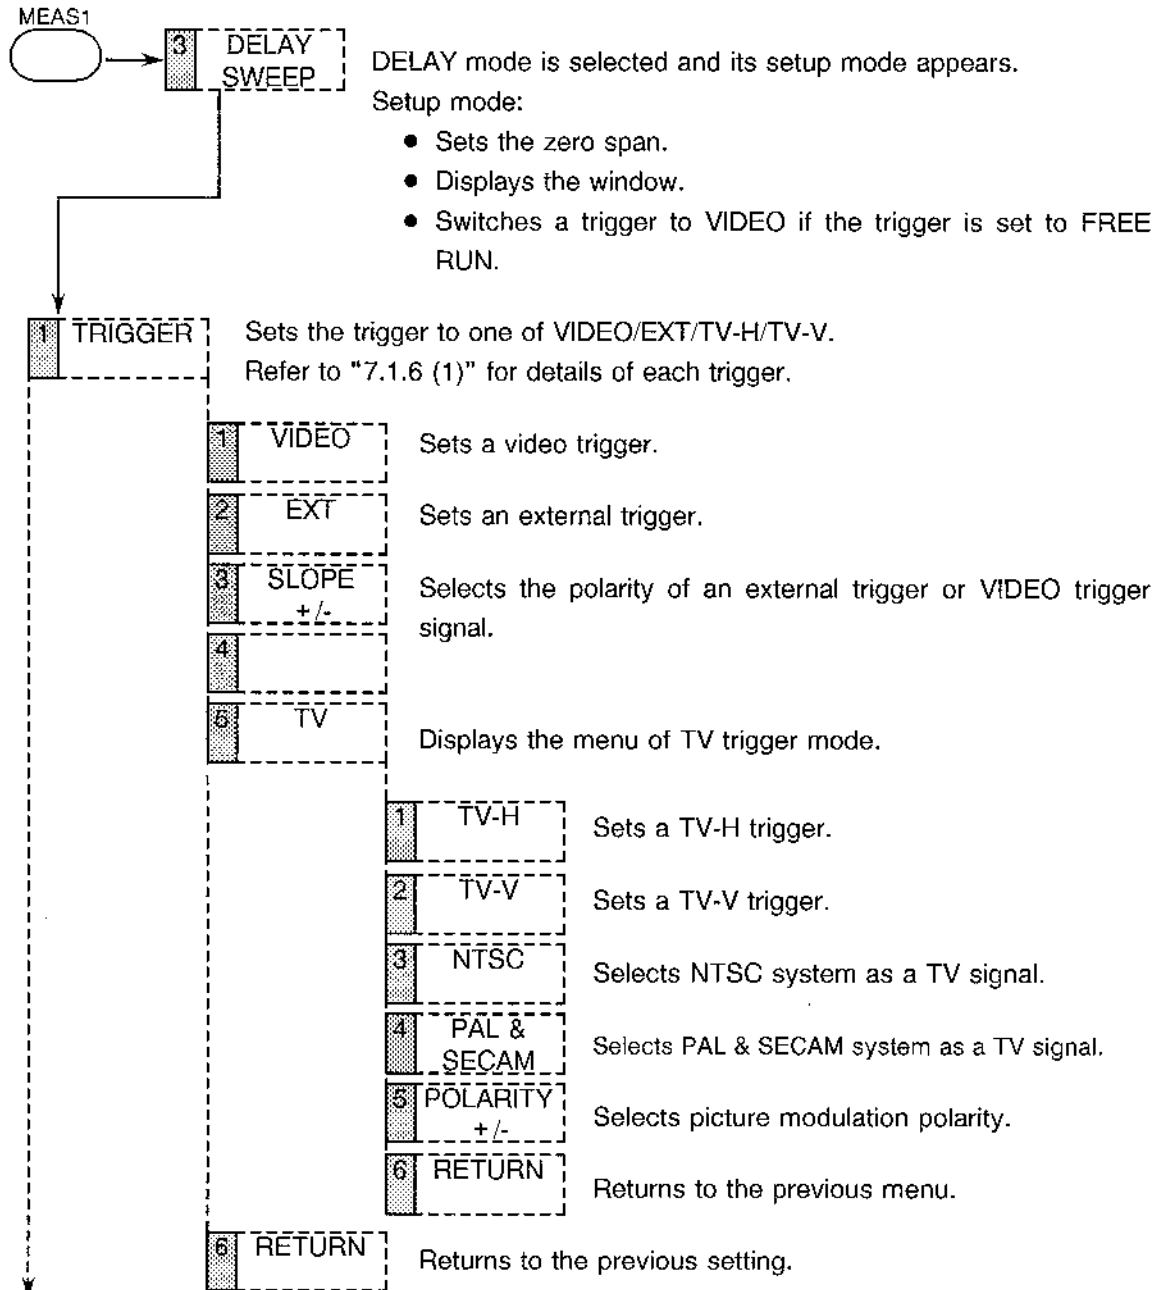 MEAS1
3 DELAY
SWEEP
DELAY mode is selected and its setup mode appears.
Setup mode:
● Sets the zero span.
● Displays the window.
● Switches a trigger to VIDEO if the trigger is set to FREE
RUN.
1 TRIGGER
Sets the trigger to one of VIDEO/EXT/TV-H/TV-V.
Refer to "7.1.6 (1)" for details of each trigger.
1 VIDEO
Sets a video trigger.
2 EXT
Sets an external trigger.
3 SLOPE
+/-
Selects the polarity of an external trigger or VIDEO trigger
signal.
4
5 TV
Displays the menu of TV trigger mode.
1 TV-H
Sets a TV-H trigger.
2 TV-V
Sets a TV-V trigger.
3 NTSC
Selects NTSC system as a TV signal.
4 PAL &
SECAM
Selects PAL & SECAM system as a TV signal.
5 POLARITY
+/-
Selects picture modulation polarity.
6 RETURN
Returns to the previous menu.
6 RETURN
Returns to the previous setting.